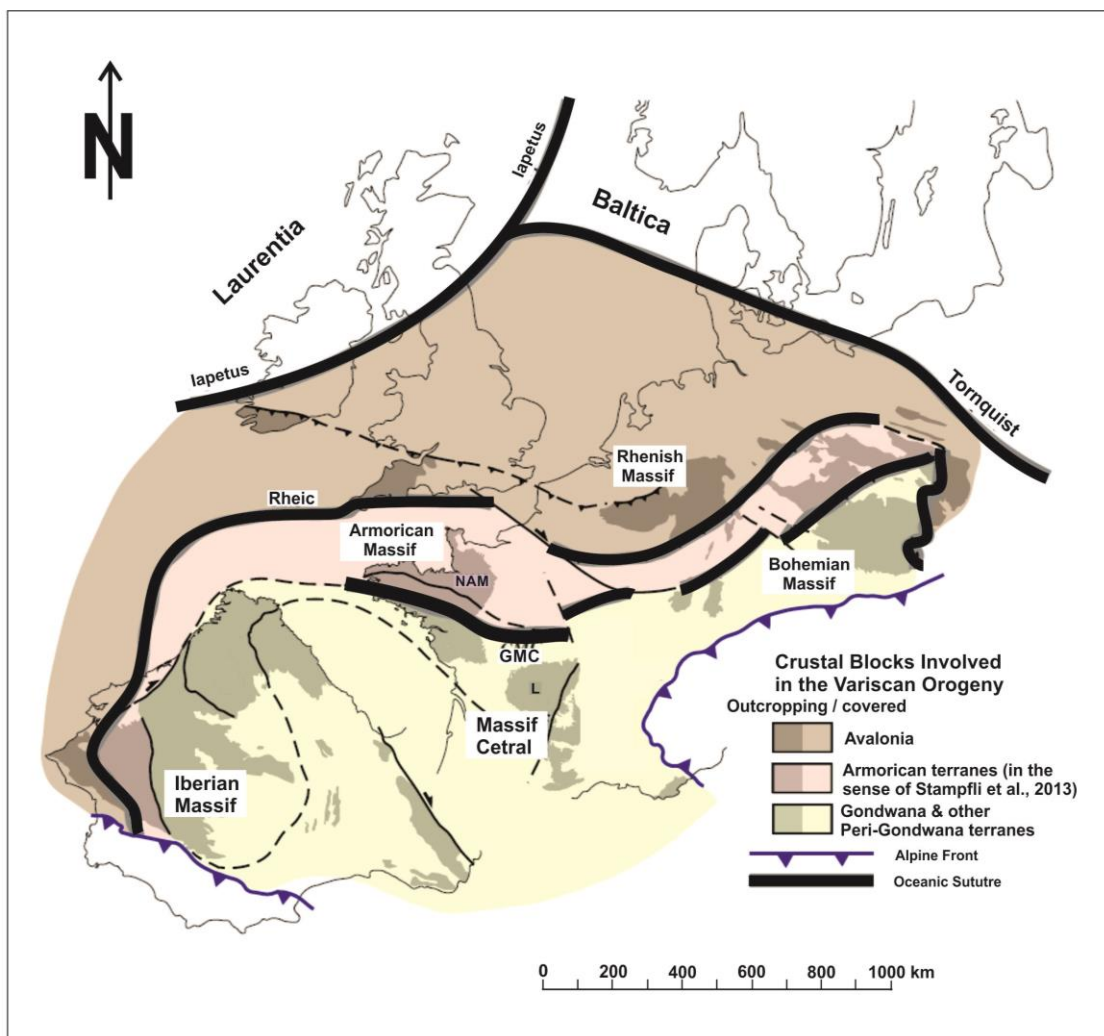 N
Iapetus
Baltica
Laurentia
Iapetus
Tornquist
Rhenish
Massif
Rheic
Armorican
Massif
NAM
Bohemian
Massif
GMC
L
Massif
Cetral
Iberian
Massif
Crustal Blocks Involved
in the Variscan Orogeny
Outcropping / covered
Avalonia
Armorican terranes (in the
sense of Stampfli et al., 2013)
Gondwana & other
Peri-Gondwana terranes
Alpine Front
Oceanic Sututre
0 200 400 600 800 1000 km